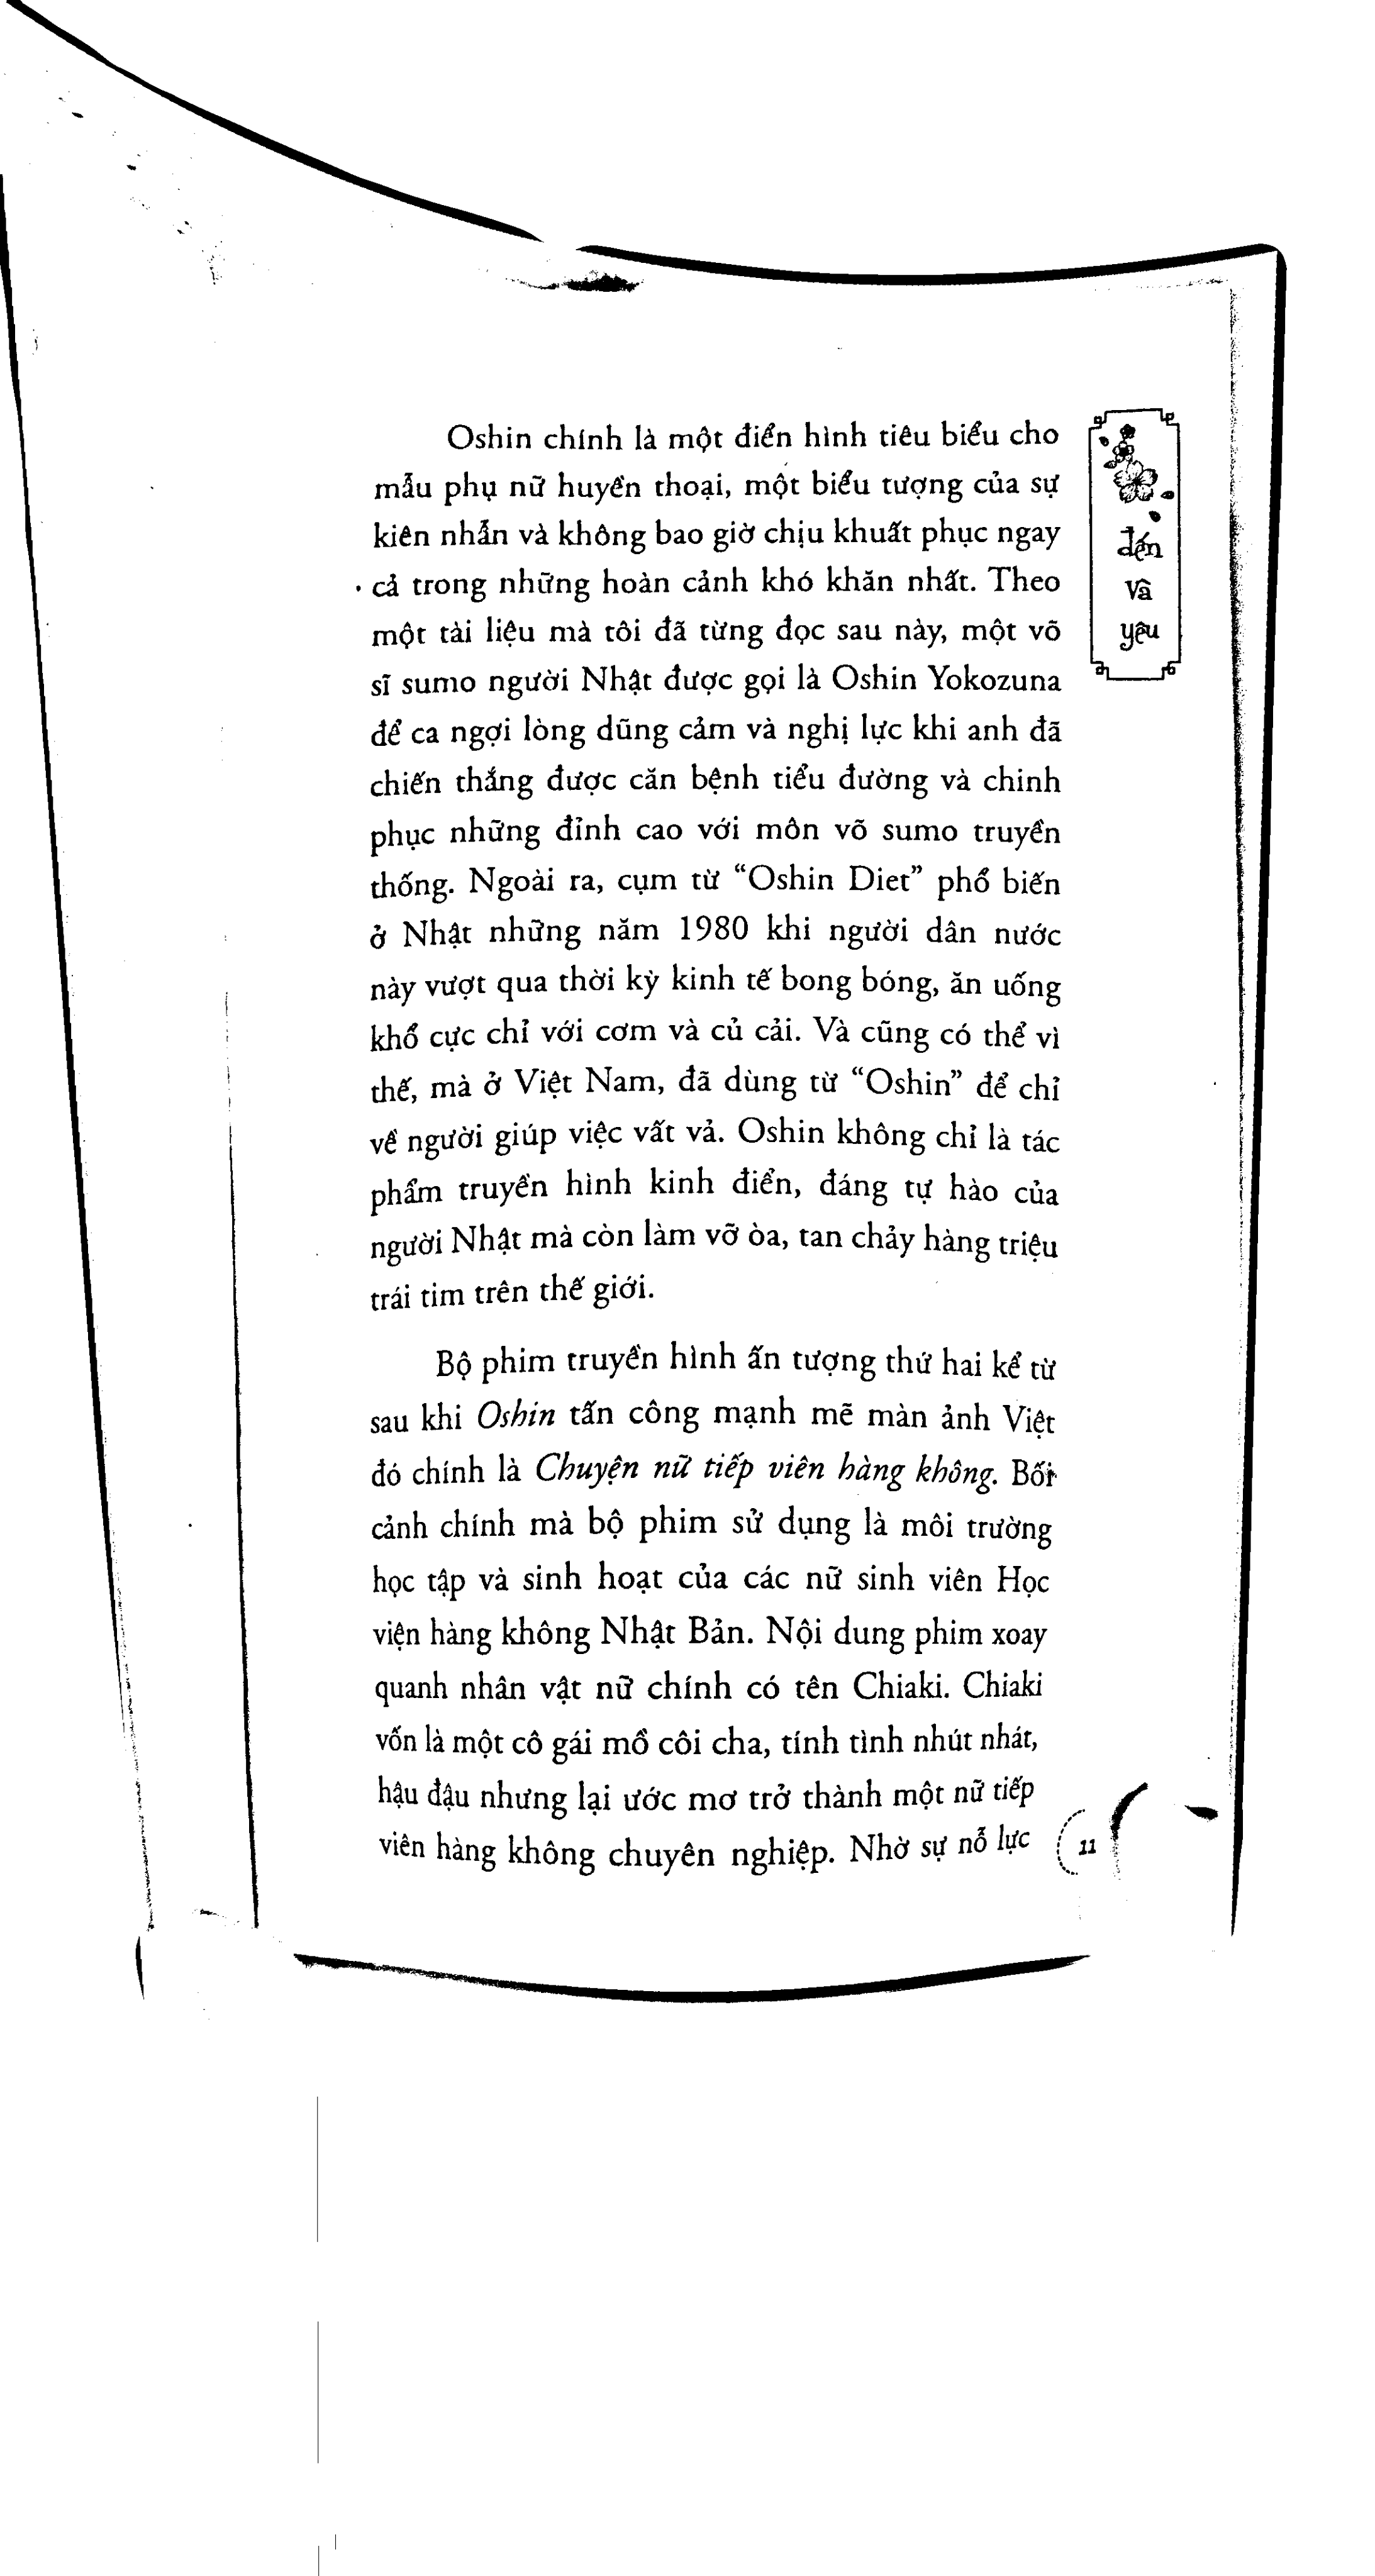 Oshin chính là một điển hình tiêu biểu cho
mẫu phụ nữ huyền thoại, một biểu tượng của sự
kiên nhẫn và không bao giờ chịu khuất phục ngay
cả trong những hoàn cảnh khó khăn nhất. Theo
một tài liệu mà tôi đã từng đọc sau này, một võ
sĩ sumo người Nhật được gọi là Oshin Yokozuna
để ca ngợi lòng dũng cảm và nghị lực khi anh đã
chiến thắng được căn bệnh tiểu đường và chinh
phục những đỉnh cao với môn võ sumo truyền
thống. Ngoài ra, cụm từ “Oshin Diet” phổ biến
ở Nhật những năm 1980 khi người dân nước
này vượt qua thời kỳ kinh tế bong bóng, ăn uống
khổ cực chỉ với cơm và củ cải. Và cũng có thể vì
thế, mà ở Việt Nam, đã dùng từ “Oshin” để chỉ
về người giúp việc vất vả. Oshin không chỉ là tác
phẩm truyền hình kinh điển, đáng tự hào của
người Nhật mà còn làm vỡ òa, tan chảy hàng triệu
trái tim trên thế giới.
Bộ phim truyền hình ấn tượng thứ hai kể từ
sau khi Oshin tấn công mạnh mẽ màn ảnh Việt
đó chính là Chuyện nữ tiếp viên hàng không. Bối
cảnh chính mà bộ phim sử dụng là môi trường
học tập và sinh hoạt của các nữ sinh viên Học
viện hàng không Nhật Bản. Nội dung phim xoay
quanh nhân vật nữ chính có tên Chiaki. Chiaki
vốn là một cô gái mồ côi cha, tính tình nhút nhát,
hậu đậu nhưng lại ước mơ trở thành một nữ tiếp
viên hàng không chuyên nghiệp. Nhờ sự nỗ lực
đến
và
yêu
11